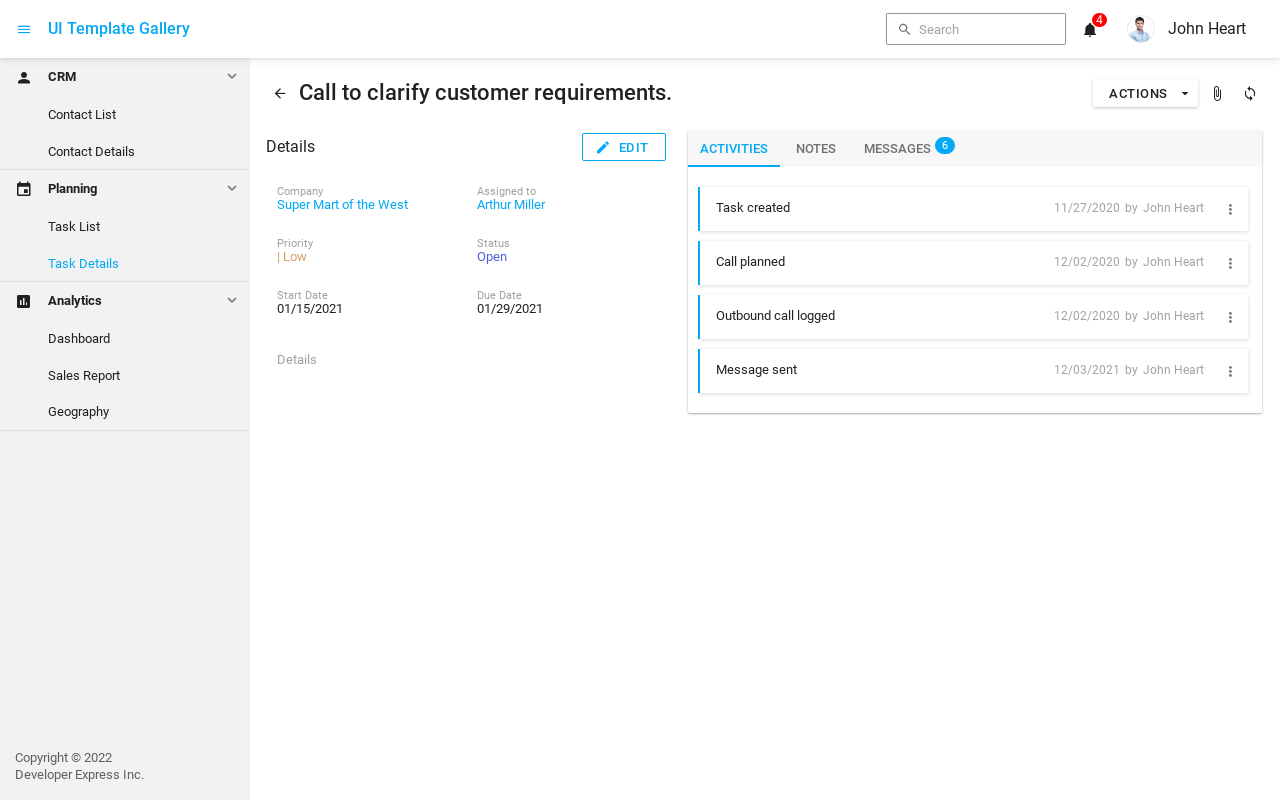 UI Template Gallery
Search
4
John Heart
CRM
Contact List
Contact Details
Planning
Task List
Task Details
Analytics
Dashboard
Sales Report
Geography
Copyright © 2022
Developer Express Inc.
Call to clarify customer requirements.
ACTIONS
Details
EDIT
Company
Super Mart of the West
Assigned to
Arthur Miller
Priority
| Low
Status
Open
Start Date
01/15/2021
Due Date
01/29/2021
Details
ACTIVITIES NOTES MESSAGES 6
Task created 11/27/2020 by John Heart
Call planned 12/02/2020 by John Heart
Outbound call logged 12/02/2020 by John Heart
Message sent 12/03/2021 by John Heart